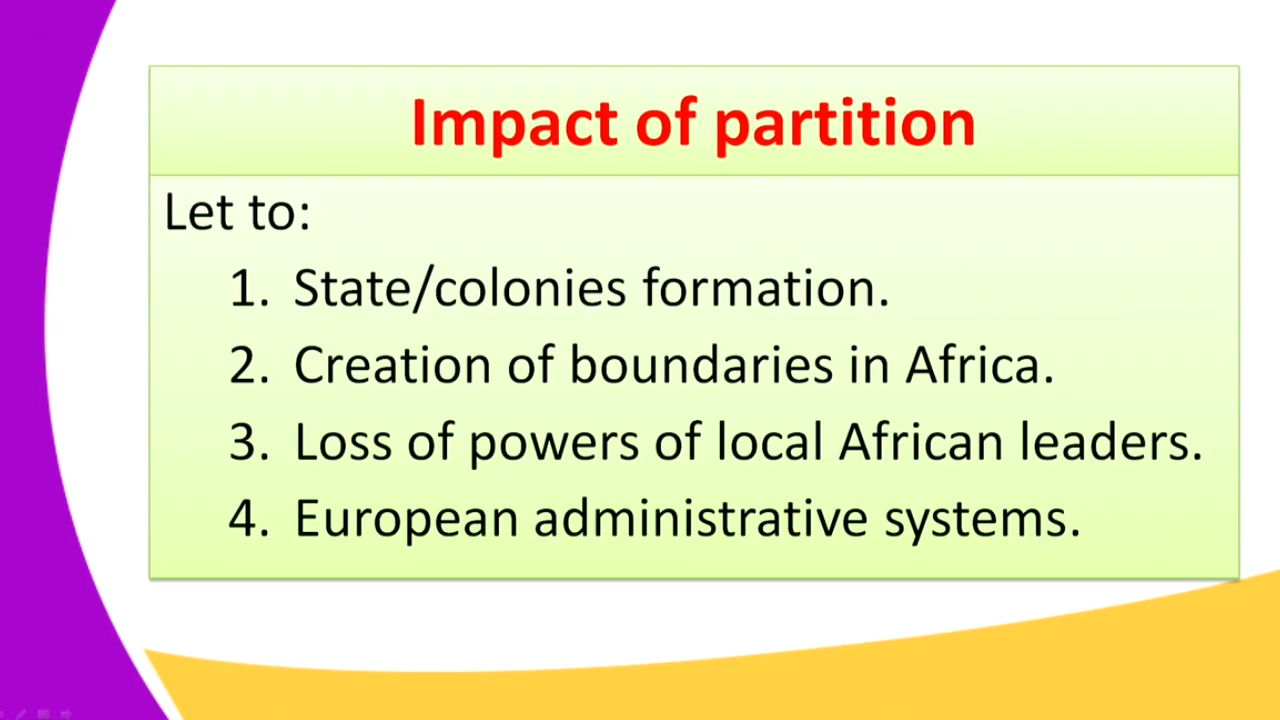 Impact of partition
Let to:
1. State/colonies formation.
2. Creation of boundaries in Africa.
3. Loss of powers of local African leaders.
4. European administrative systems.